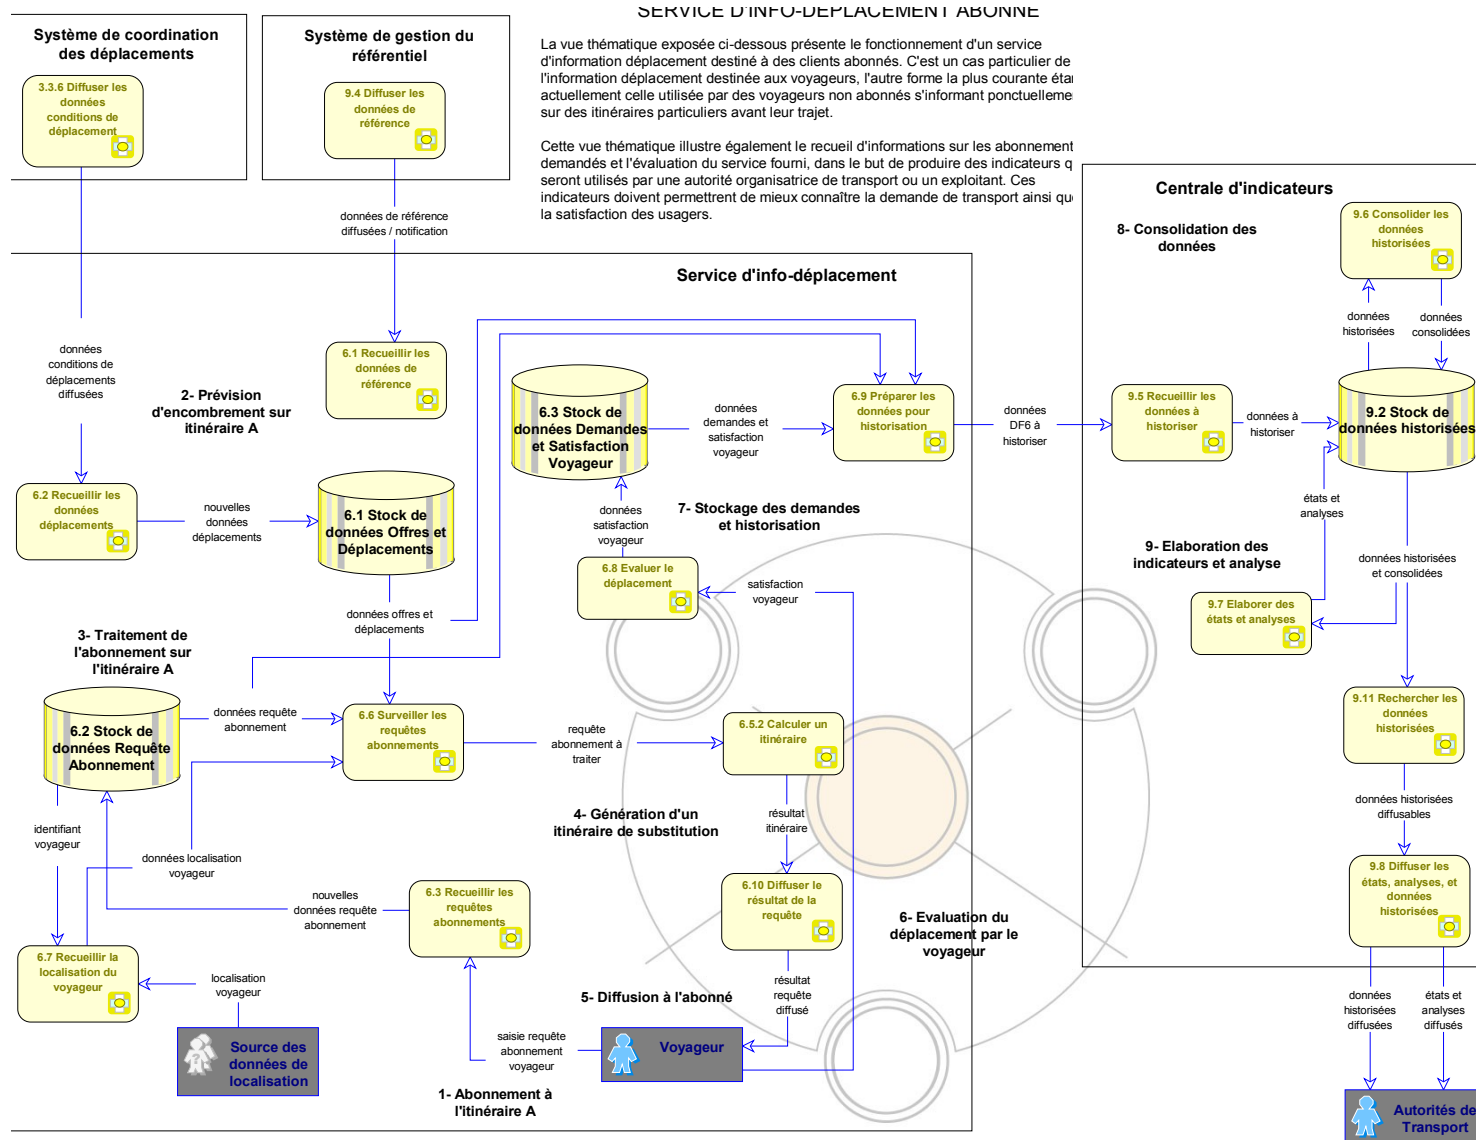 SERVICE D'INFO-DEPLACEMENT ABONNE
Système de coordination
des déplacements
3.3.6 Diffuser les
données
conditions de
déplacement
Système de gestion du
référentiel
9.4 Diffuser les
données de
référence
La vue thématique exposée ci-dessous présente le fonctionnement d'un service
d'information déplacement destiné à des clients abonnés. C'est un cas particulier de
l'information déplacement destinée aux voyageurs, l'autre forme la plus courante éta
actuellement celle utilisée par des voyageurs non abonnés s'informant ponctuelleme
sur des itinéraires particuliers avant leur trajet.
Cette vue thématique illustre également le recueil d'informations sur les abonnement
demandés et l'évaluation du service fourni, dans le but de produire des indicateurs q
seront utilisés par une autorité organisatrice de transport ou un exploitant. Ces
indicateurs doivent permettrent de mieux connaître la demande de transport ainsi que
la satisfaction des usagers.
données de référence
diffusées / notification
Service d'info-déplacement
données
conditions de
déplacements
diffusées
2- Prévision
d'encombrement sur
itinéraire A
6.1 Recueillir les
données de
référence
6.2 Recueillir les
données
déplacements
nouvelles
données
déplacements
6.1 Stock de
données Offres et
Déplacements
6.3 Stock de
données Demandes
et Satisfaction
Voyageur
données
demandes et
satisfaction
voyageur
6.9 Préparer les
données pour
historisation
données
DF6 à
historiser
données
satisfaction
voyageur
7- Stockage des demandes
et historisation
6.8 Evaluer le
déplacement
satisfaction
voyageur
données offres et
déplacements
3- Traitement de
l'abonnement sur
l'itinéraire A
6.2 Stock de
données Requête
Abonnement
données requête
abonnement
6.6 Surveiller les
requêtes
abonnements
requête
abonnement à
traiter
6.5.2 Calculer un
itinéraire
4- Génération d'un
itinéraire de substitution
résultat
itinéraire
identifiant
voyageur
données localisation
voyageur
nouvelles
données requête
abonnement
6.3 Recueillir les
requêtes
abonnements
6.10 Diffuser le
résultat de la
requête
6- Evaluation du
déplacement par le
voyageur
6.7 Recueillir la
localisation du
voyageur
localisation
voyageur
5- Diffusion à l'abonné
résultat
requête
diffusé
Source des
données de
localisation
saisie requête
abonnement
voyageur
Voyageur
1- Abonnement à
l'itinéraire A
Centrale d'indicateurs
8- Consolidation des
données
9.6 Consolider les
données
historisées
données
historisées
données
consolidées
9.5 Recueillir les
données à
historiser
données à
historiser
9.2 Stock de
données historisées
états et
analyses
9- Elaboration des
indicateurs et analyse
données historisées
et consolidées
9.7 Elaborer des
états et analyses
9.11 Rechercher les
données
historisées
données historisées
diffusables
9.8 Diffuser les
états, analyses, et
données
historisées
données
historisées
diffusées
états et
analyses
diffusés
Autorités de
Transport